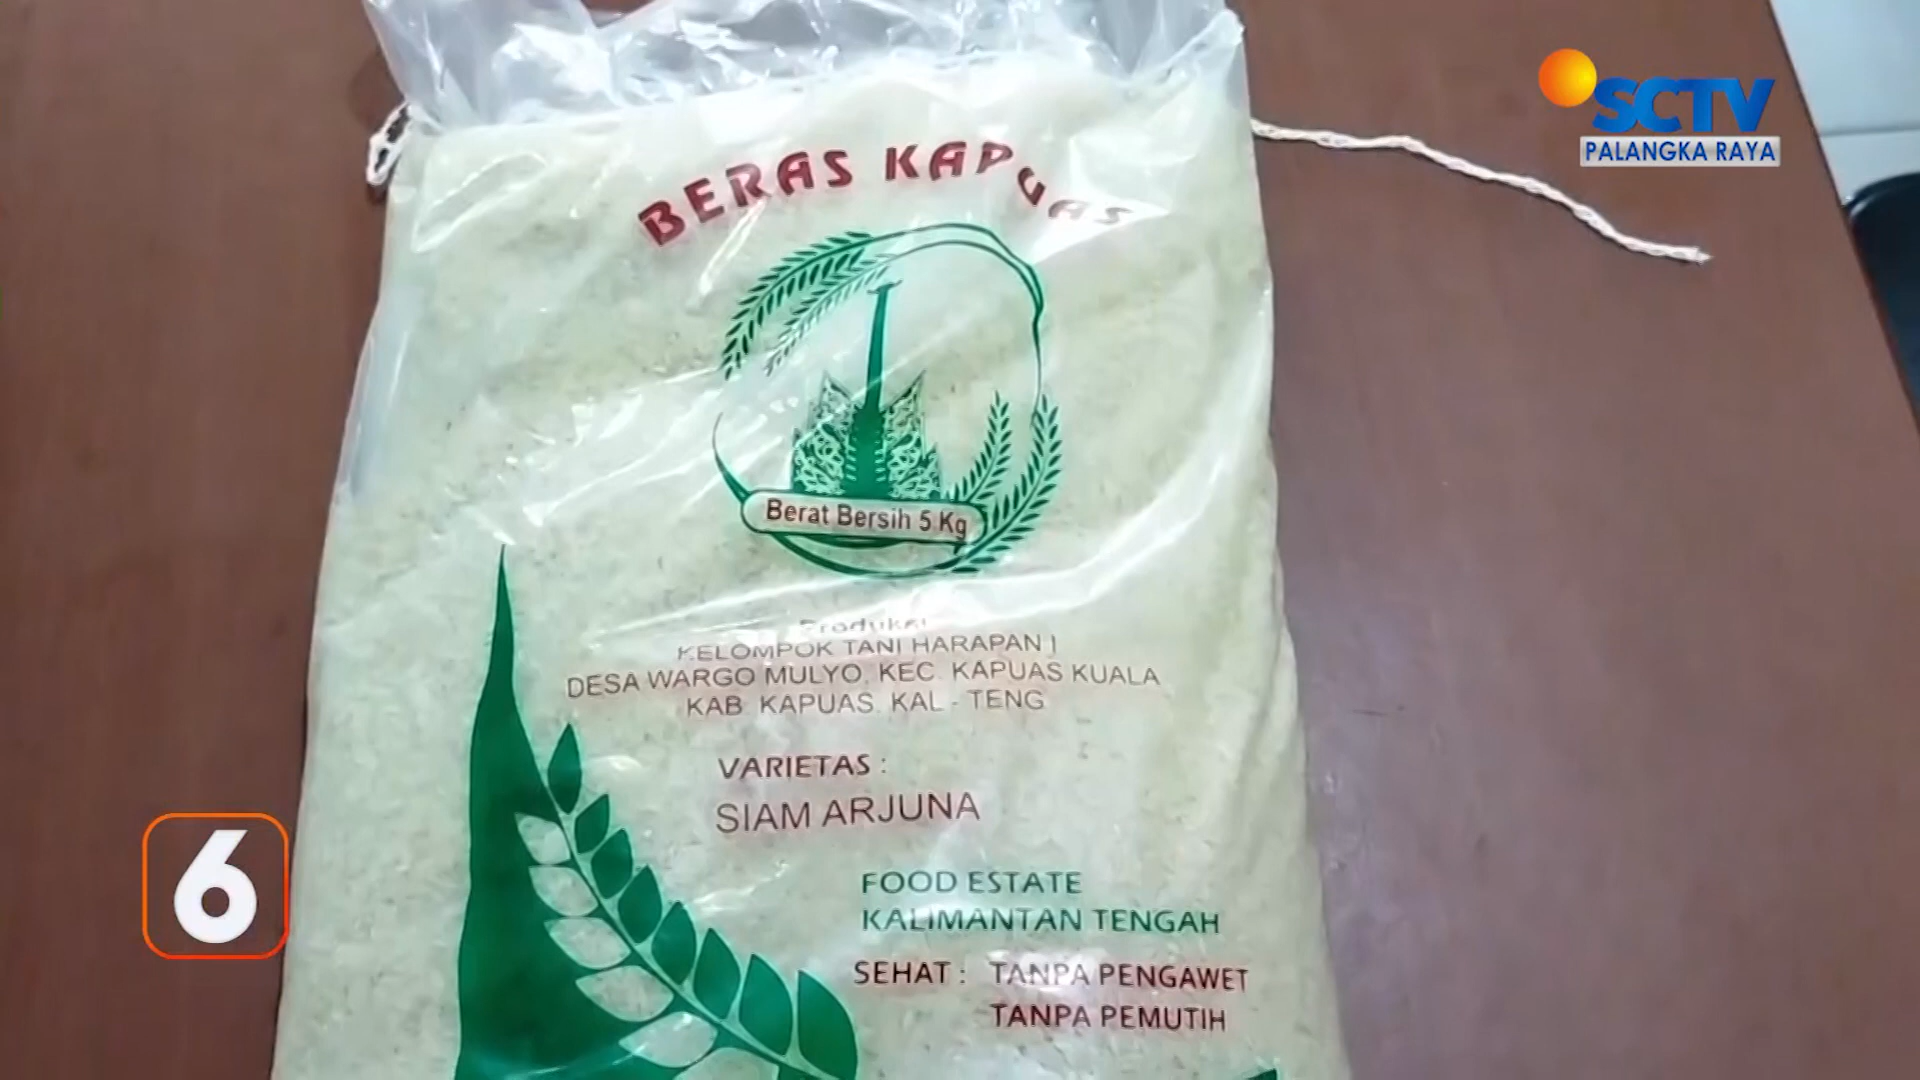 SCTV
PALANGKA RAYA
BERAS KAPUAS
Berat Bersih 5 Kg
Produksi
KELOMPOK TANI HARAPAN I
DESA WARGO MULYO, KEC. KAPUAS KUALA
KAB. KAPUAS. KAL - TENG
VARIETAS :
SIAM ARJUNA
FOOD ESTATE
KALIMANTAN TENGAH
SEHAT : TANPA PENGAWET
TANPA PEMUTIH
6